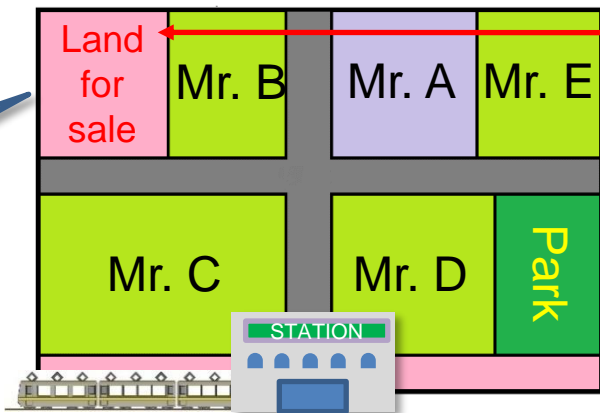 Land
for
sale
Mr. B
Mr. A
Mr. E
Mr. C
Mr. D
Park
STATION